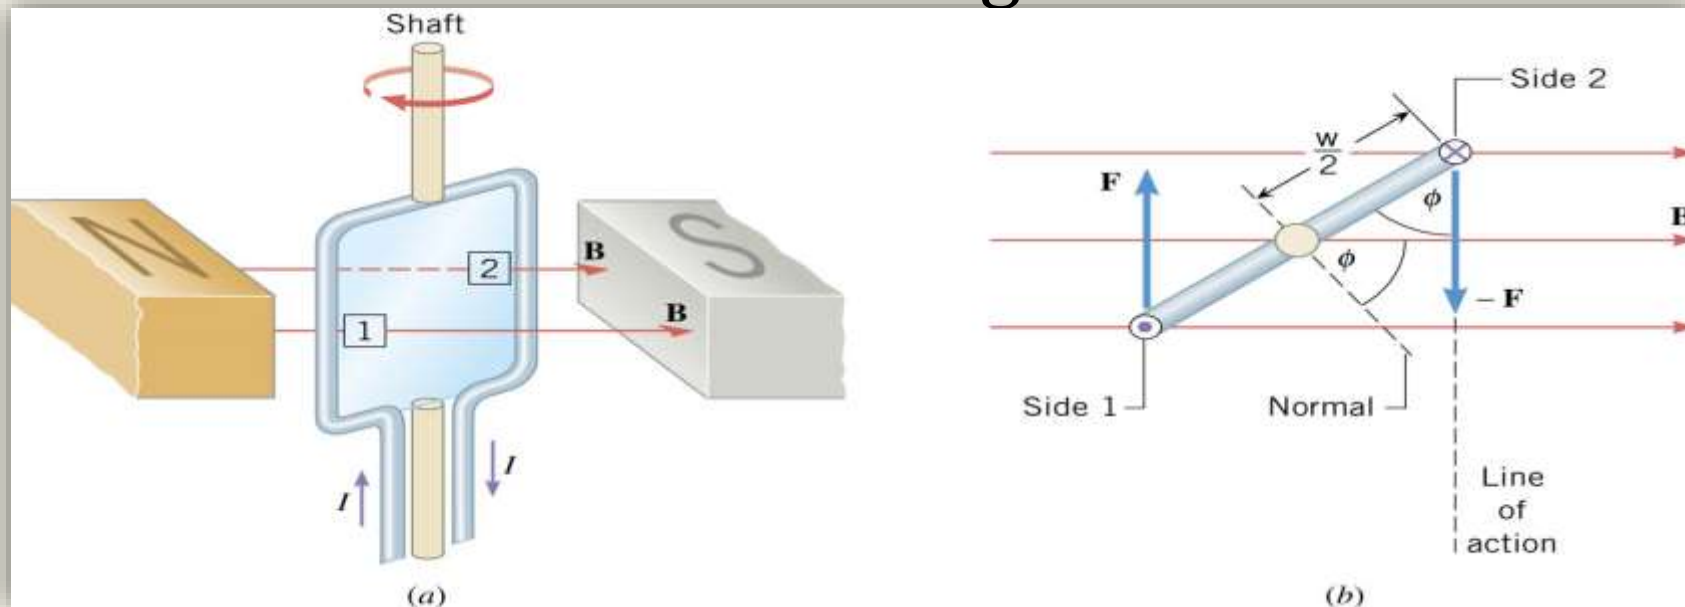 Shaft
N
S
B
2
B
1
I
I
(a)
Side 2
w
2
F
ϕ
B
ϕ
– F
Side 1
Normal
Line
of
action
(b)